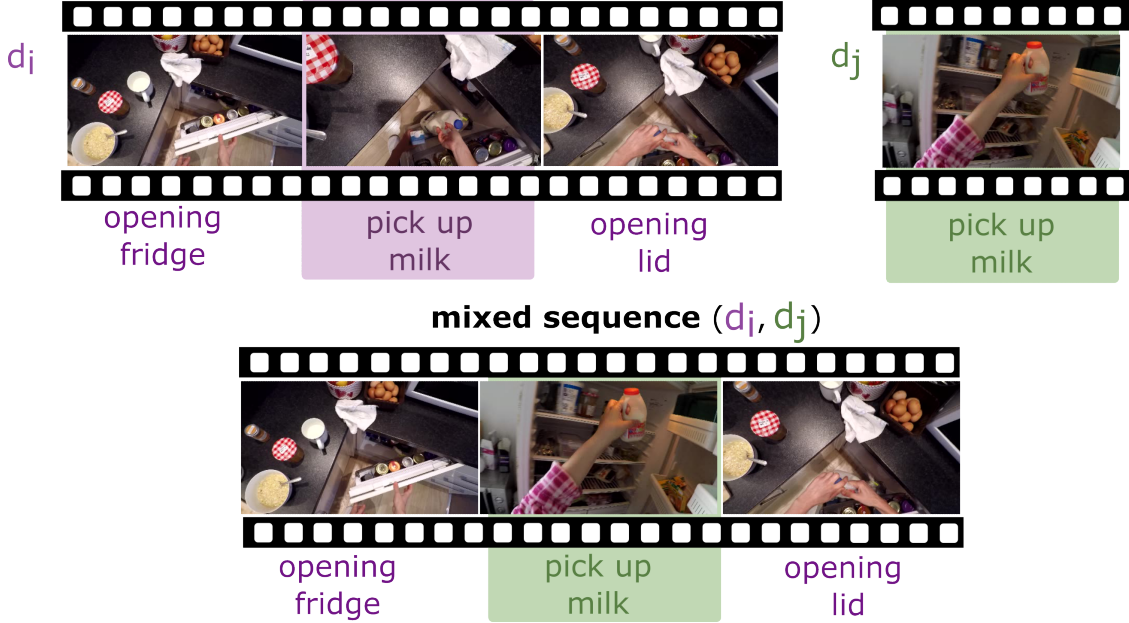 di
dj
opening
fridge
pick up
milk
opening
lid
pick up
milk
mixed sequence (di, dj)
opening
fridge
pick up
milk
opening
lid